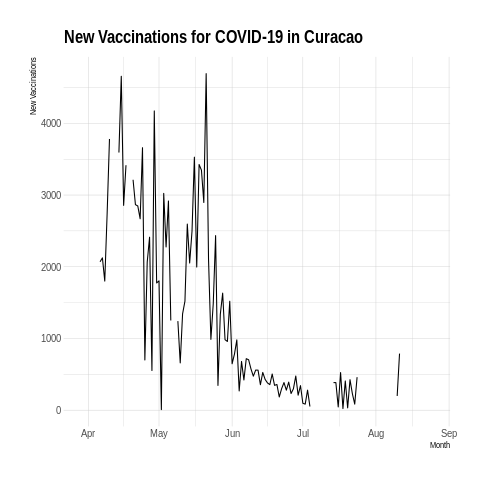 New Vaccinations for COVID-19 in Curacao
New Vaccinations
4000
3000
2000
1000
0
Apr May Jun Jul Aug Sep
Month